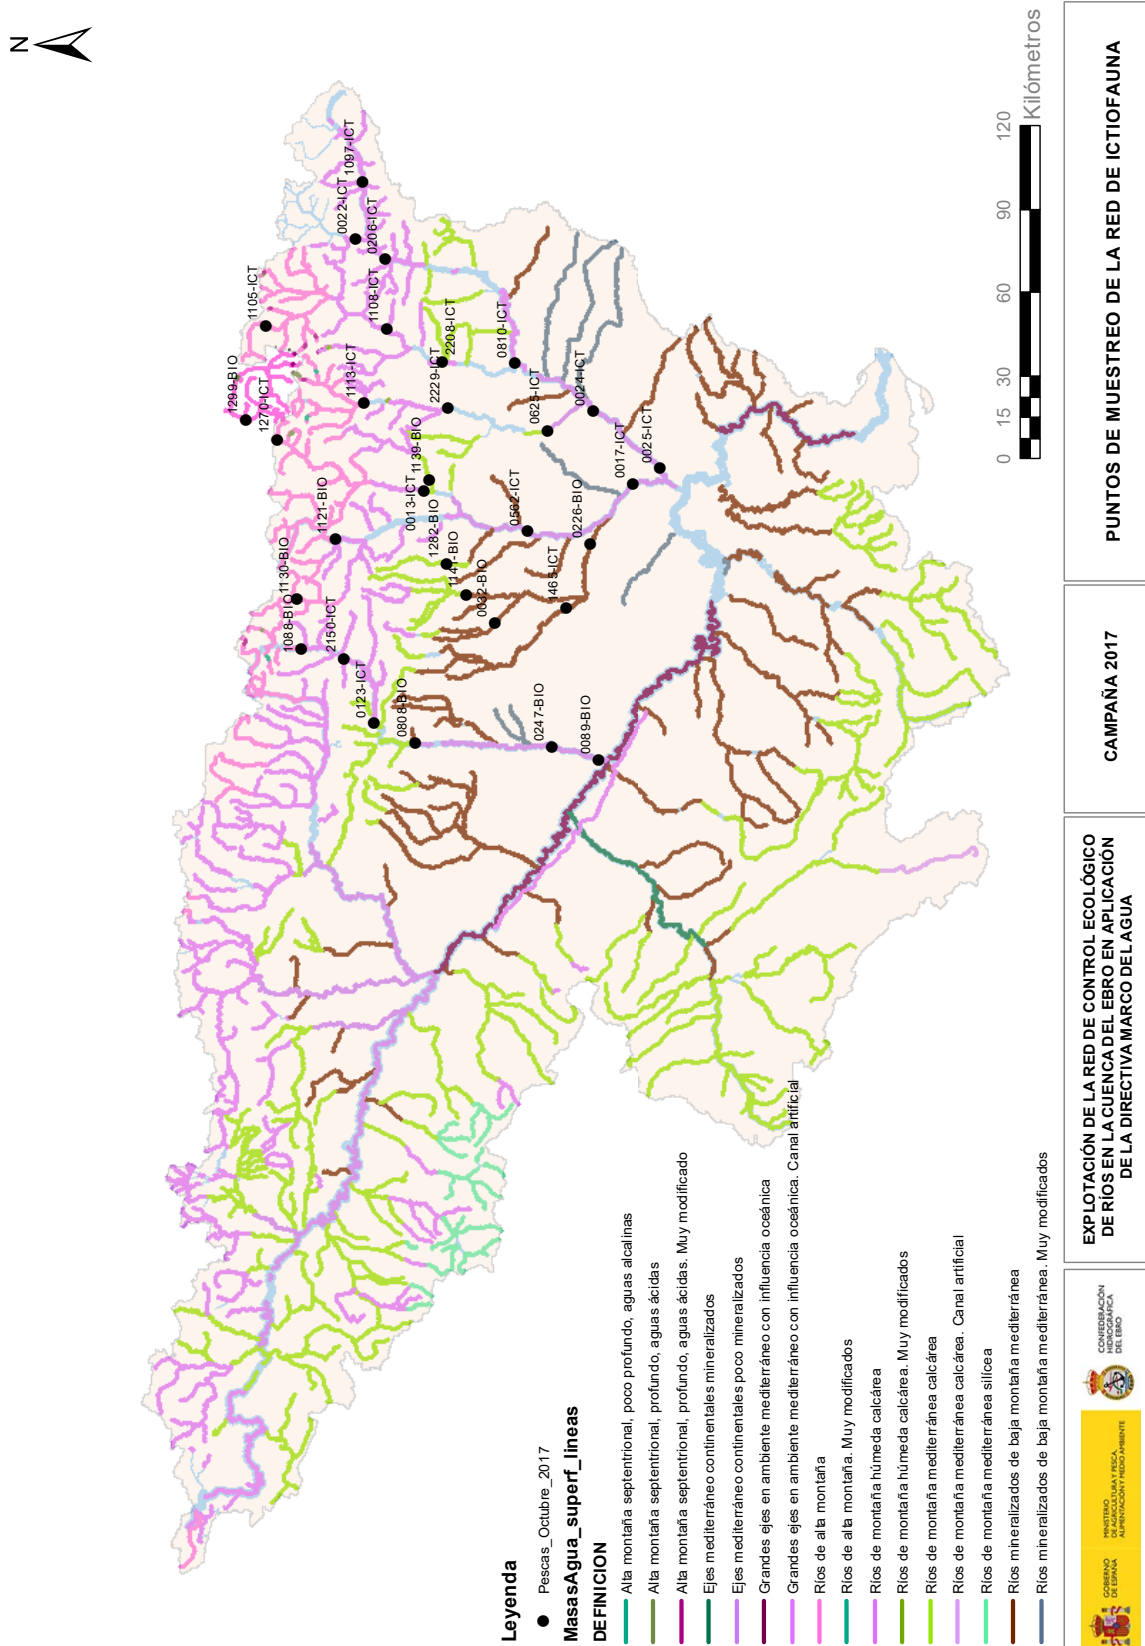 N
1299-BIO
1270-ICT
1105-ICT
0022-ICT
1097-ICT
0206-ICT
1108-ICT
1113-ICT
2208-ICT
2229-ICT
0810-ICT
0625-ICT
0024-ICT
0025-ICT
0017-ICT
1139-BIO
0013-ICT
1121-BIO
1282-BIO
1141-BIO
0032-BIO
0562-ICT
0226-BIO
1465-ICT
1130-BIO
1088-BIO
2150-ICT
0123-ICT
0808-BIO
0247-BIO
0089-BIO
0 15 30 60 90 120
Kilómetros
Leyenda
Pescas_Octubre_2017
MasasAgua_superf_lineas
DEFINICION
Alta montaña septentrional, poco profundo, aguas alcalinas
Alta montaña septentrional, profundo, aguas ácidas
Alta montaña septentrional, profundo, aguas ácidas. Muy modificado
Ejes mediterráneo continentales mineralizados
Ejes mediterráneo continentales poco mineralizados
Grandes ejes en ambiente mediterráneo con influencia oceánica
Grandes ejes en ambiente mediterráneo con influencia oceánica. Canal artificial
Ríos de alta montaña
Ríos de alta montaña. Muy modificados
Ríos de montaña húmeda calcárea
Ríos de montaña húmeda calcárea. Muy modificados
Ríos de montaña mediterránea calcárea
Ríos de montaña mediterránea calcárea. Canal artificial
Ríos de montaña mediterránea silícea
Ríos mineralizados de baja montaña mediterránea
Ríos mineralizados de baja montaña mediterránea. Muy modificados
GOBIERNO
DE ESPAÑA
MINISTERIO
DE AGRICULTURA Y PESCA,
ALIMENTACIÓN Y MEDIO AMBIENTE
CONFEDERACIÓN
HIDROGRÁFICA
DEL EBRO
EXPLOTACIÓN DE LA RED DE CONTROL ECOLÓGICO
DE RÍOS EN LA CUENCA DEL EBRO EN APLICACIÓN
DE LA DIRECTIVA MARCO DEL AGUA
CAMPAÑA 2017
PUNTOS DE MUESTREO DE LA RED DE ICTIOFAUNA